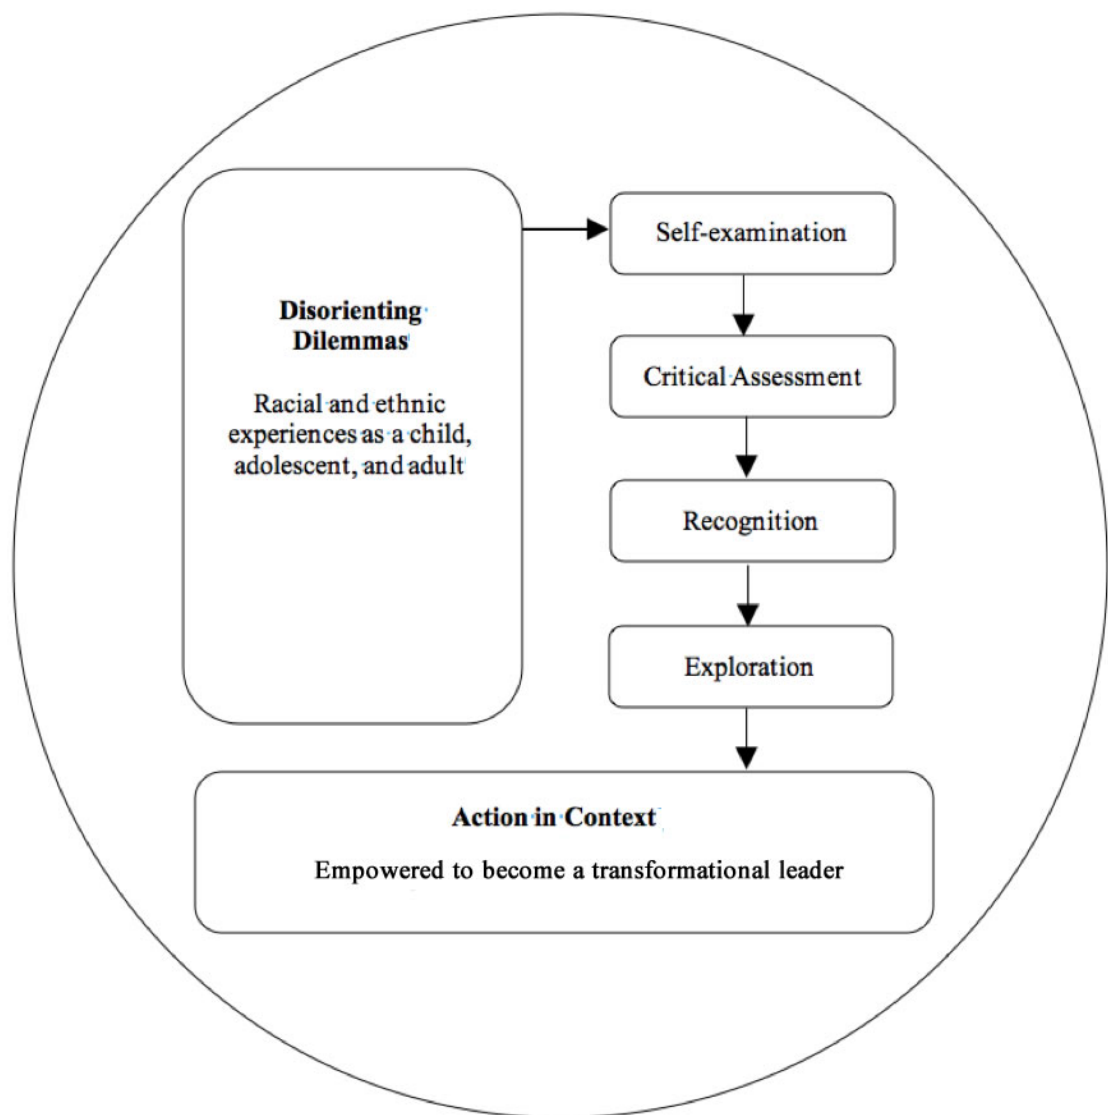 Disorienting
Dilemmas
Racial and ethnic
experiences as a child,
adolescent, and adult
Self-examination
Critical Assessment
Recognition
Exploration
Action in Context
Empowered to become a transformational leader